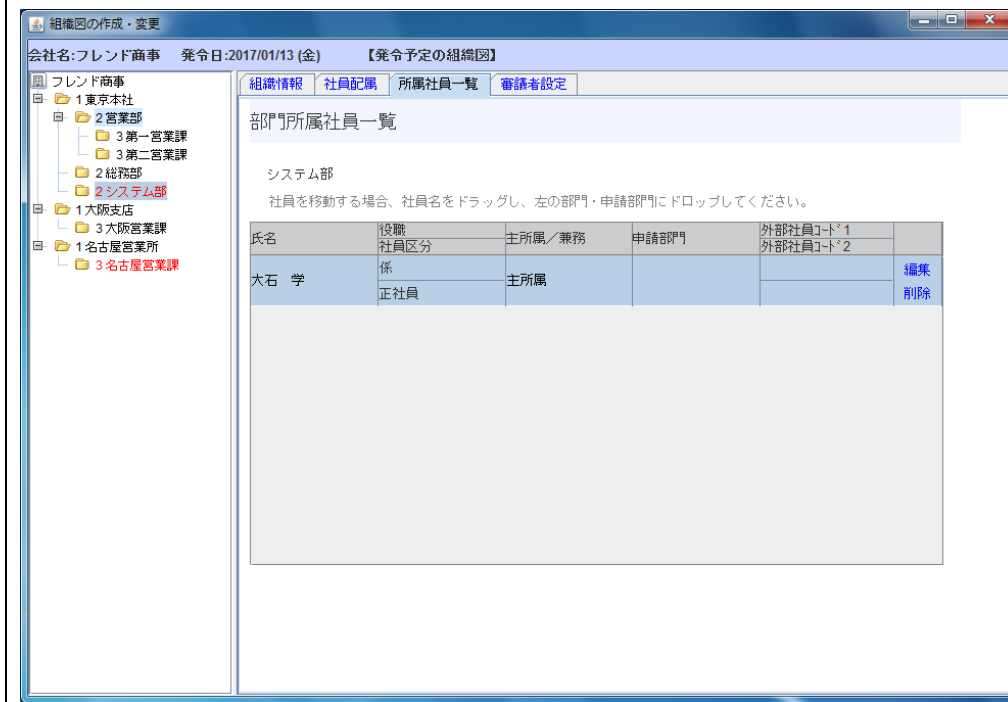 組織図の作成・変更
会社名:フレンド商事 発令日:2017/01/13 (金) 【発令予定の組織図】
フレンド商事
1 東京本社
2 営業部
3 第一営業課
3 第二営業課
2 総務部
2 システム部
1 大阪支店
3 大阪営業課
1 名古屋営業所
3 名古屋営業課
組織情報 社員配属 所属社員一覧 審議者設定
部門所属社員一覧
システム部
社員を移動する場合、社員名をドラッグし、左の部門・申請部門にドロップしてください。
氏名 役職 主所属／兼務 申請部門 外部社員ｺｰﾄﾞ1
社員区分 外部社員ｺｰﾄﾞ2
大石 学 係 主所属 編集
正社員 削除